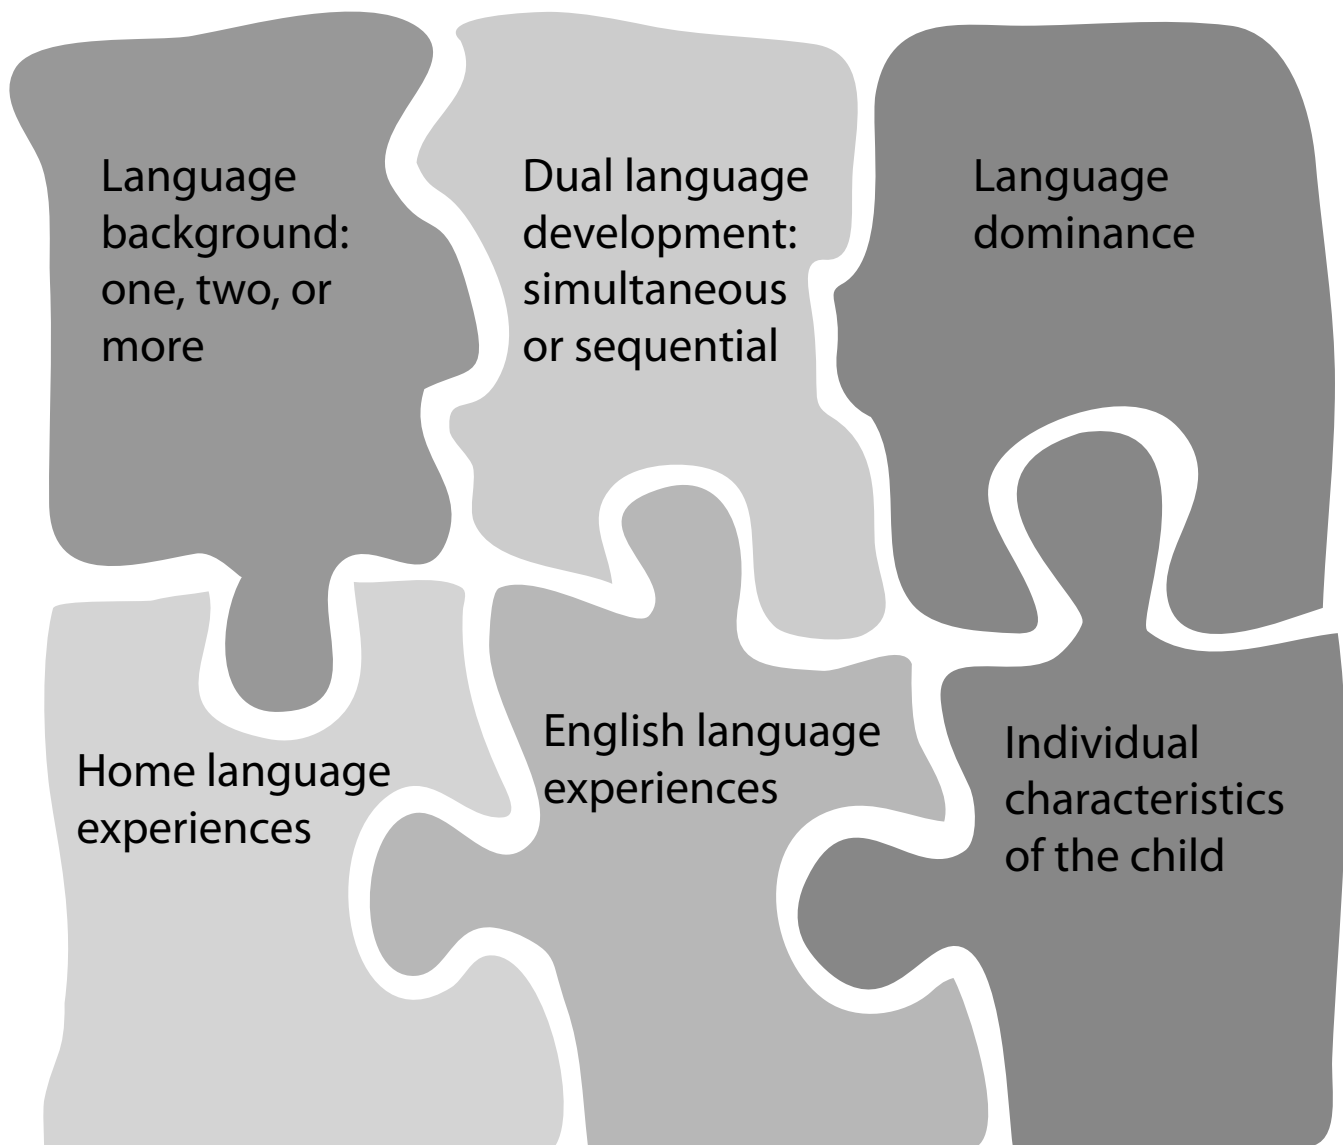 Language
background:
one, two, or
more
Dual language
development:
simultaneous
or sequential
Language
dominance
Home language
experiences
English language
experiences
Individual
characteristics
of the child